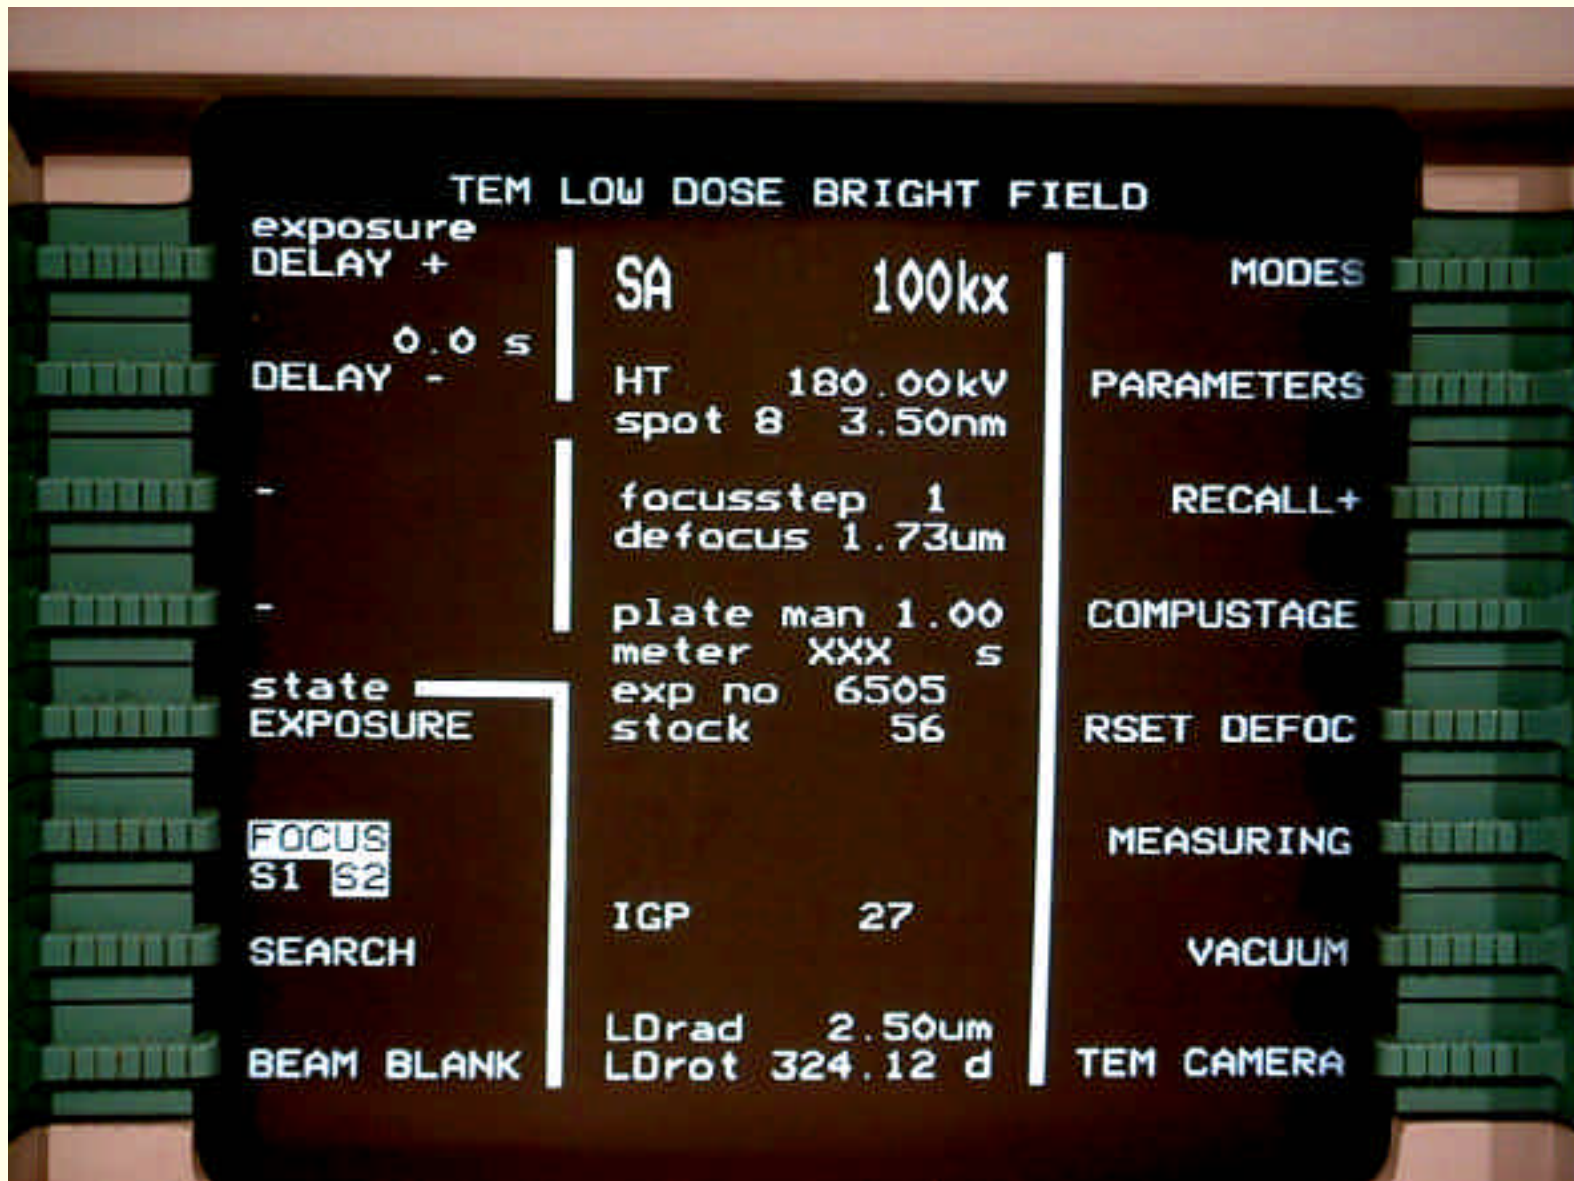 TEM LOW DOSE BRIGHT FIELD
exposure
DELAY +
0.0 s
DELAY -
-
-
state
EXPOSURE
FOCUS
S1 S2
SEARCH
BEAM BLANK
SA 100kx
HT 180.00kV
spot 8 3.50nm
focusstep 1
defocus 1.73um
plate man 1.00
meter XXX s
exp no 6505
stock 56
IGP 27
LDrad 2.50um
LDrot 324.12 d
MODES
PARAMETERS
RECALL+
COMPUSTAGE
RSET DEFOC
MEASURING
VACUUM
TEM CAMERA